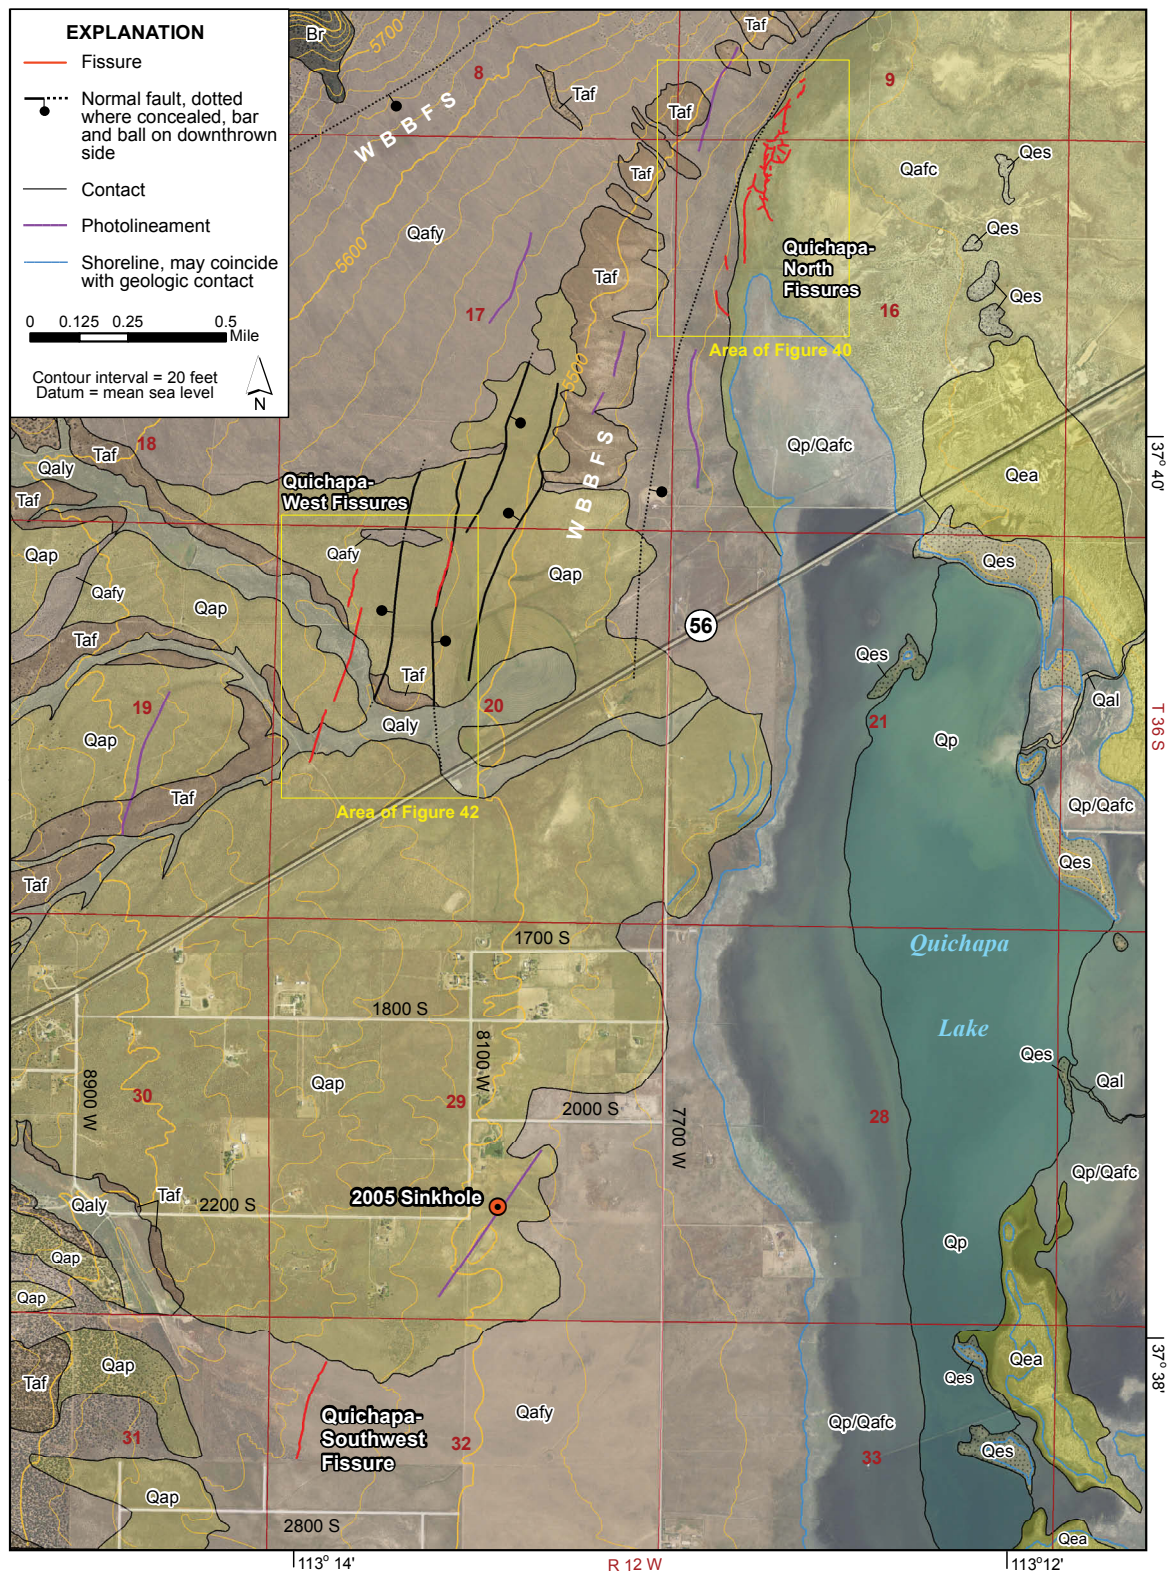 EXPLANATION
Fissure
Normal fault, dotted
where concealed, bar
and ball on downthrown
side
Contact
Photolineament
Shoreline, may coincide
with geologic contact
0 0.125 0.25 0.5
Mile
Contour interval = 20 feet
Datum = mean sea level
N
Br
5700
8
Taf
Taf
Taf
9
WBBFS
Taf
Qafc
Qes
Qafy
5600
Qes
Quichapa-
North
Fissures
Taf
Qes
17
16
Area of Figure 40
5500
18
Taf
Qaly
Taf
Qp/Qafc
37° 40'
WBBFS
Quichapa-
West Fissures
Qea
Qap
Qafy
Qes
Qafy
Qap
Qap
56
Taf
Qes
Taf
19
20
Qal
21
Qaly
T 36 S
Qap
Qp
Taf
Area of Figure 42
Qp/Qafc
Qes
Taf
1700 S
Quichapa
1800 S
Lake
8100 W
Qes
Qal
8900 W
Qap
30
29
2000 S
28
7700 W
Qp/Qafc
Qaly
Taf
2200 S
2005 Sinkhole
Qap
Qp
Qap
37° 38'
Qap
Qea
Taf
Qes
Qafy
Quichapa-
Southwest
Fissure
Qp/Qafc
31
32
Qes
33
Qap
2800 S
Qea
113° 14'
R 12 W
113° 12'